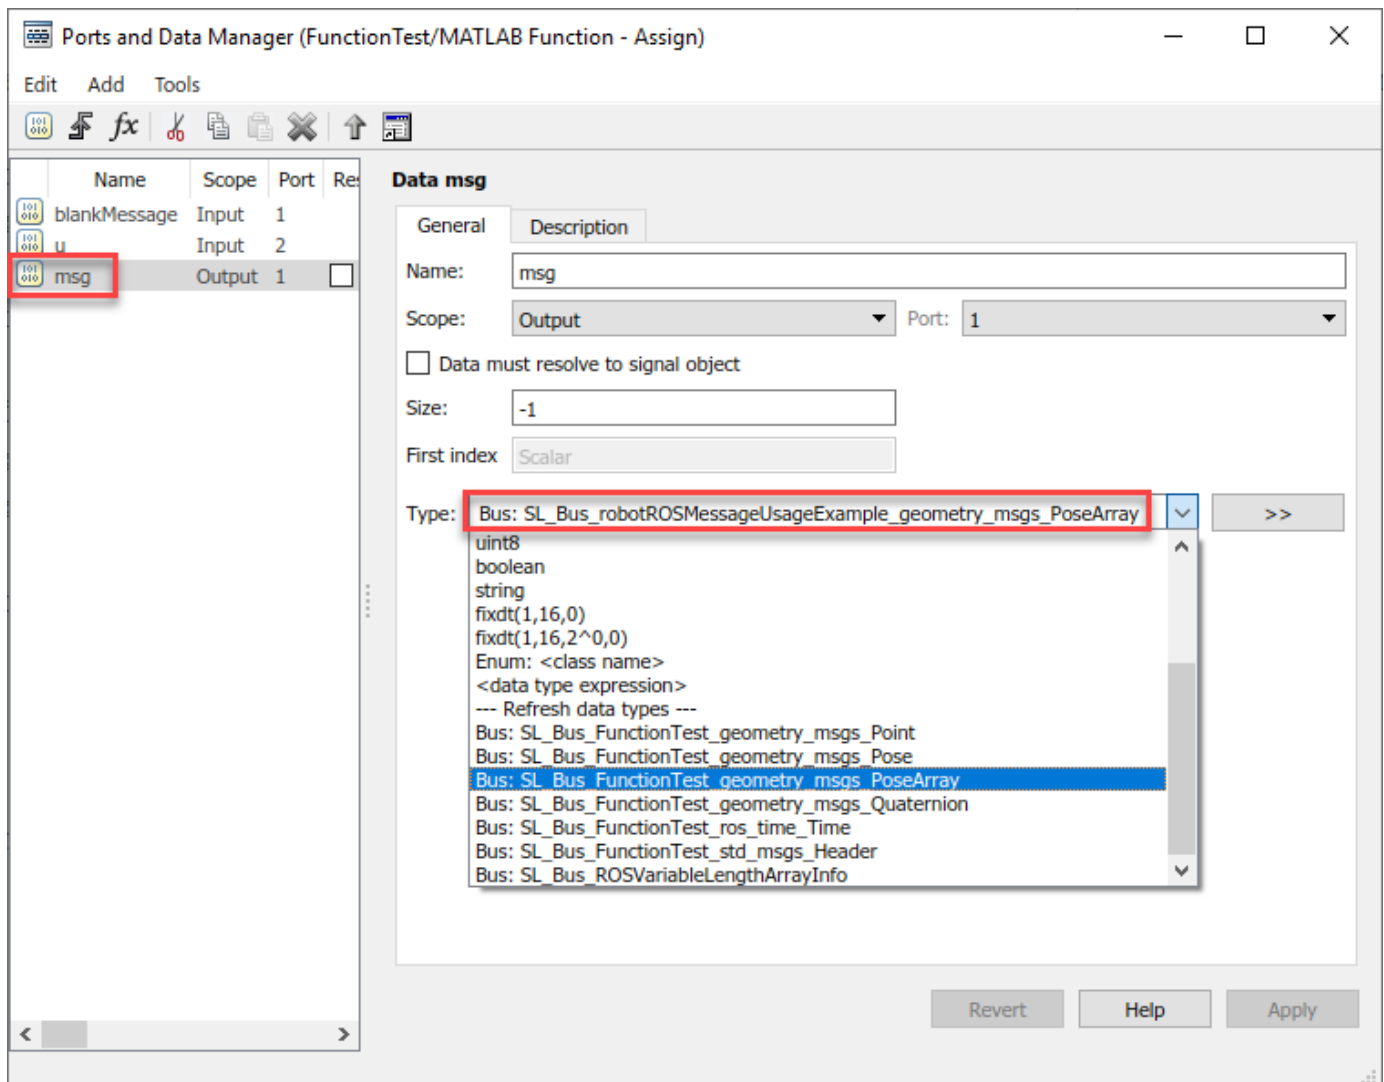 Ports and Data Manager (FunctionTest/MATLAB Function - Assign)
Edit Add Tools
fx
Name Scope Port Res
blankMessage Input 1
u Input 2
msg Output 1
Data msg
General Description
Name: msg
Scope: Output Port: 1
Data must resolve to signal object
Size: -1
First index Scalar
Type: Bus: SL_Bus_robotROSMessageUsageExample_geometry_msgs_PoseArray >>
uint8
boolean
string
fixdt(1,16,0)
fixdt(1,16,2^0,0)
Enum: <class name>
<data type expression>
--- Refresh data types ---
Bus: SL_Bus_FunctionTest_geometry_msgs_Point
Bus: SL_Bus_FunctionTest_geometry_msgs_Pose
Bus: SL_Bus_FunctionTest_geometry_msgs_PoseArray
Bus: SL_Bus_FunctionTest_geometry_msgs_Quaternion
Bus: SL_Bus_FunctionTest_ros_time_Time
Bus: SL_Bus_FunctionTest_std_msgs_Header
Bus: SL_Bus_ROSVariableLengthArrayInfo
Revert Help Apply